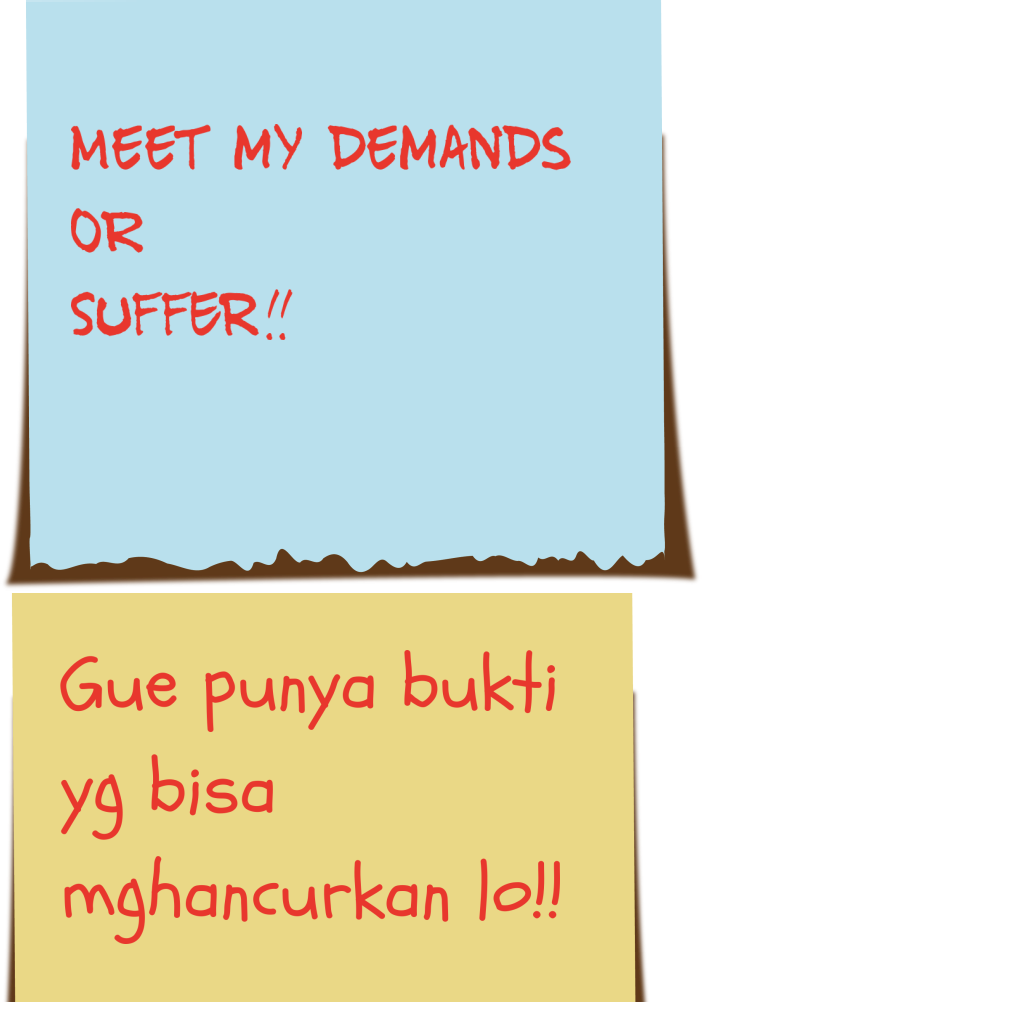 MEET MY DEMANDS
OR
SUFFER!!
Gue punya bukti
yg bisa
mghancurkan lo!!